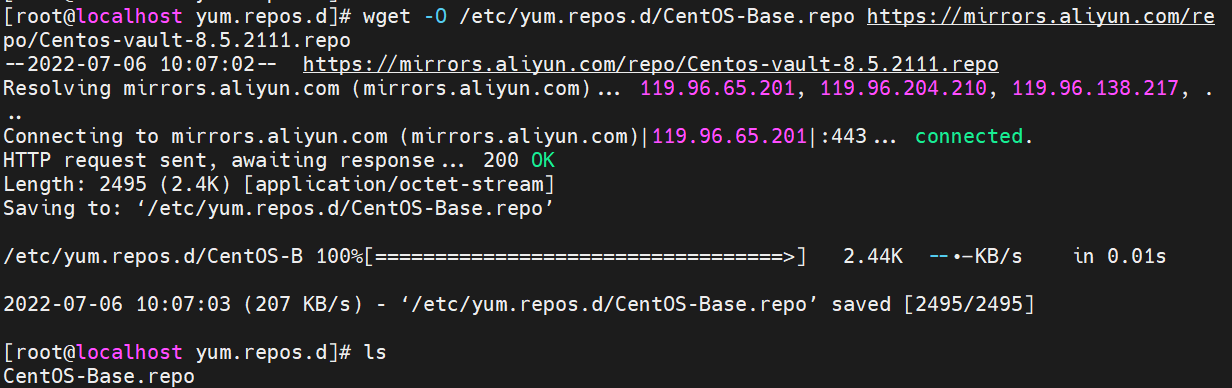 [root@localhost yum.repos.d]# wget -O /etc/yum.repos.d/CentOS-Base.repo https://mirrors.aliyun.com/re
po/Centos-vault-8.5.2111.repo
--2022-07-06 10:07:02--  https://mirrors.aliyun.com/repo/Centos-vault-8.5.2111.repo
Resolving mirrors.aliyun.com (mirrors.aliyun.com)... 119.96.65.201, 119.96.204.210, 119.96.138.217, .
..
Connecting to mirrors.aliyun.com (mirrors.aliyun.com)|119.96.65.201|:443... connected.
HTTP request sent, awaiting response... 200 OK
Length: 2495 (2.4K) [application/octet-stream]
Saving to: ‘/etc/yum.repos.d/CentOS-Base.repo’
/etc/yum.repos.d/CentOS-B 100%[==================================>]   2.44K  --.-KB/s    in 0.01s
2022-07-06 10:07:03 (207 KB/s) - ‘/etc/yum.repos.d/CentOS-Base.repo’ saved [2495/2495]
[root@localhost yum.repos.d]# ls
CentOS-Base.repo